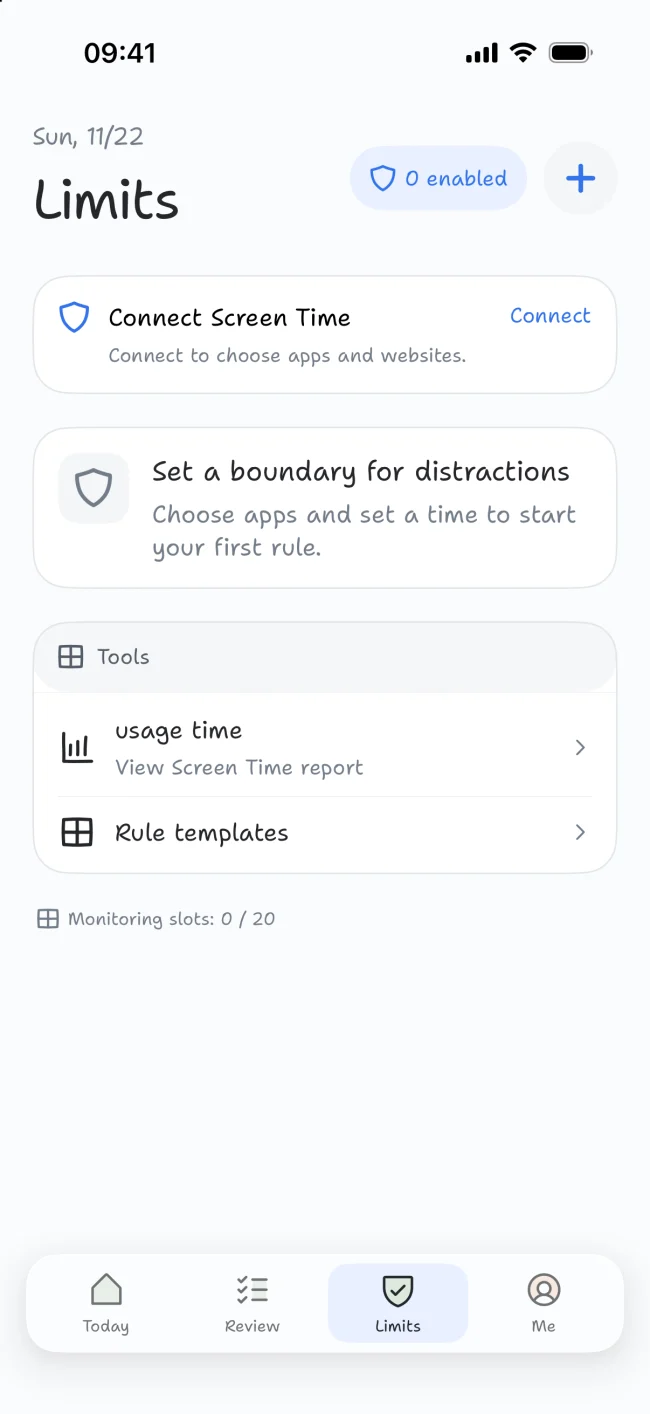 09:41
Sun, 11/22
Limits
0 enabled
Connect Screen Time
Connect
Connect to choose apps and websites.
Set a boundary for distractions
Choose apps and set a time to start
your first rule.
Tools
usage time
View Screen Time report
Rule templates
Monitoring slots: 0 / 20
Today
Review
Limits
Me